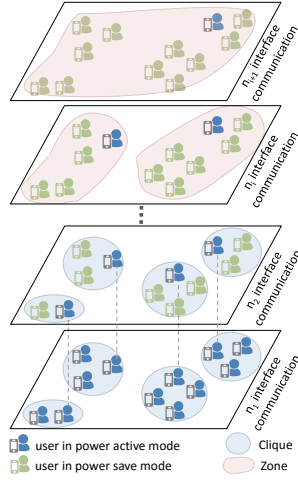 n_{i+1} interface
communication
n_i interface
communication
n_2 interface
communication
n_1 interface
communication
user in power active mode
Clique
user in power save mode
Zone